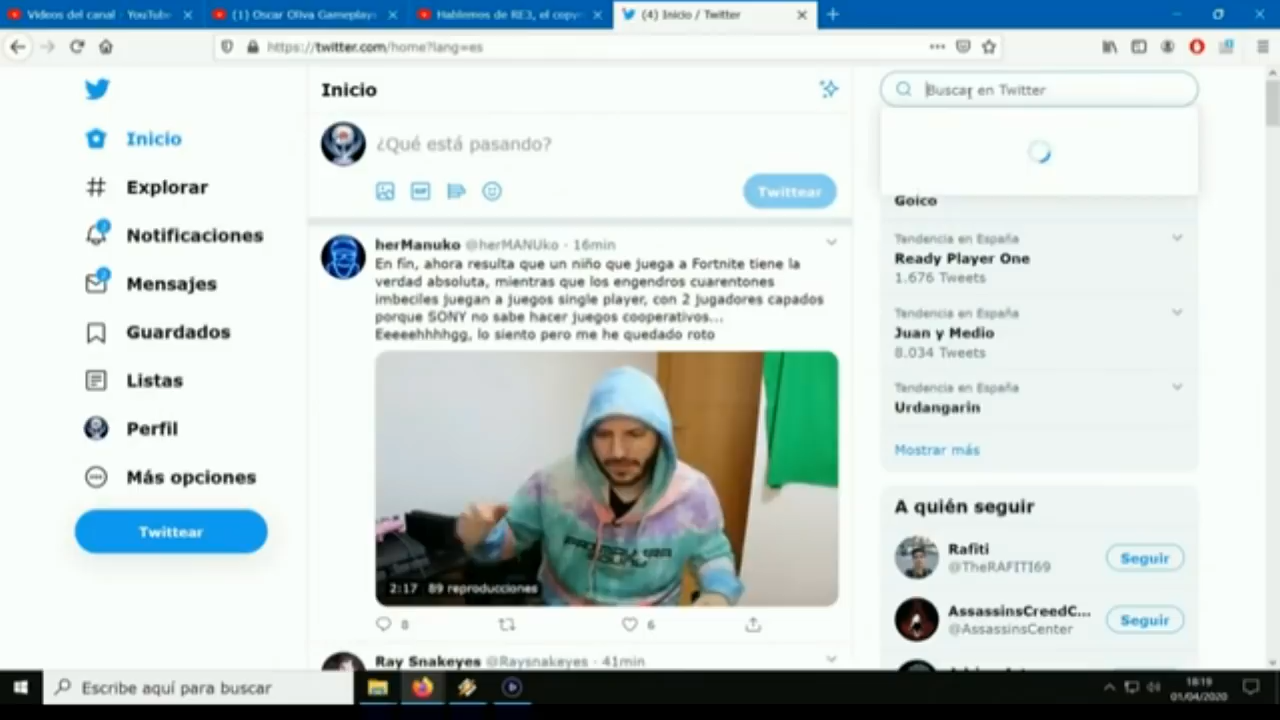 Videos del canal - YouTube
(1) Oscar Oliva Gameplays
Hablemos de RE3, el copy
(4) Inicio / Twitter
https://twitter.com/home?lang=es
Inicio
Explorar
Notificaciones
Mensajes
Guardados
Listas
Perfil
Más opciones
Twittear
Inicio
¿Qué está pasando?
GIF
Twittear
herManuko @herMANUko · 16min
En fin, ahora resulta que un niño que juega a Fortnite tiene la
verdad absoluta, mientras que los engendros cuarentones
imbeciles juegan a juegos single player, con 2 jugadores capados
porque SONY no sabe hacer juegos cooperativos...
Eeeeehhhhgg, lo siento pero me he quedado roto
2:17 89 reproducciones
8
6
Ray Snakeyes @Raysnakeyes · 41min
Buscar en Twitter
Goico
Tendencia en España
Ready Player One
1.676 Tweets
Tendencia en España
Juan y Medio
8.034 Tweets
Tendencia en España
Urdangarin
Mostrar más
A quién seguir
Rafiti
@TheRAFITI69
Seguir
AssassinsCreedC...
@AssassinsCenter
Seguir
Escribe aquí para buscar
18:19
01/04/2020